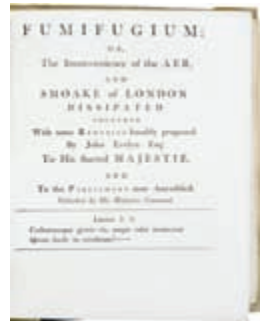 FUMIFUGIUM:
OR,
The Inconvenience of the AER,
AND
SMOAKE of LONDON
DISSIPATED
TOGETHER
With some REMEDIES humbly proposed
By John Evelyn Esq;
To His Sacred MAJESTIE,
AND
To the PARLIAMENT now Assembled.
Published by His Majesties Command.